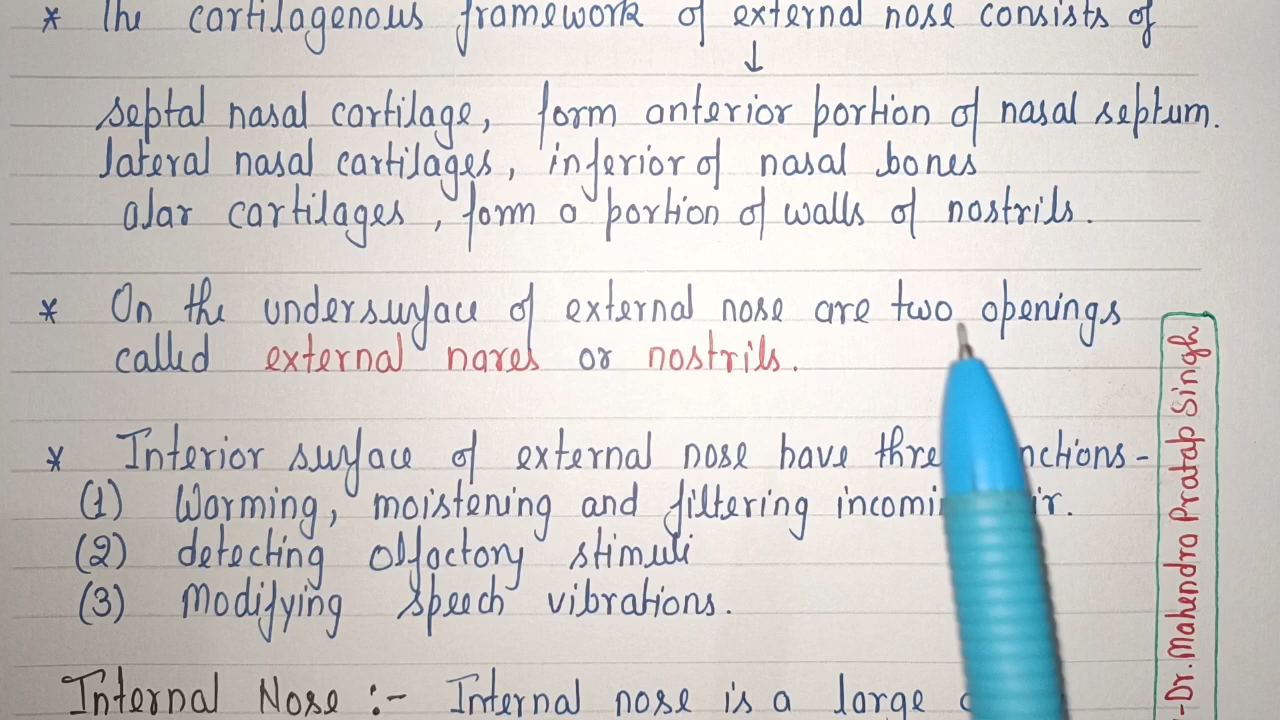 * The cartilagenous framework of external nose consists of
↓
septal nasal cartilage, form anterior portion of nasal septum.
lateral nasal cartilages, inferior of nasal bones
alar cartilages, form a portion of walls of nostrils.
* On the undersurface of external nose are two openings
called external nares or nostrils.
* Interior surface of external nose have -
(1) Warming, moistening and filtering
(2) detecting olfactory stimuli
(3) Modifying speech vibrations.
Internal Nose :- Internal nose is a large
-Dr. Mahendra Pratap Singh